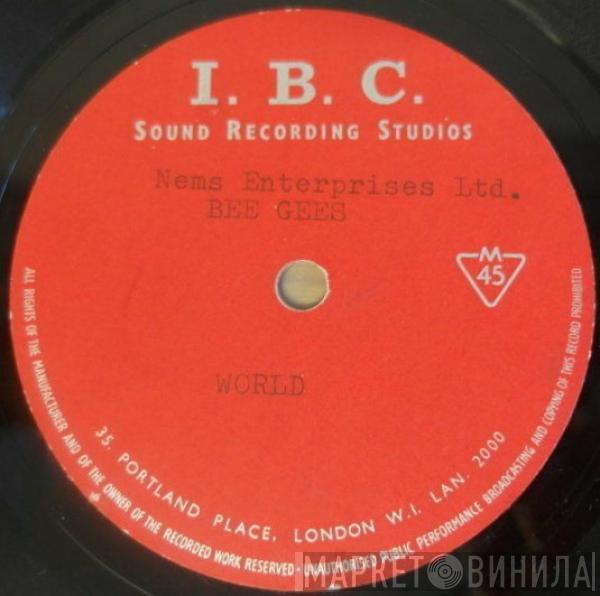 I. B. C.
SOUND RECORDING STUDIOS
Nems Enterprises Ltd.
BEE GEES
M
45
WORLD
35, PORTLAND PLACE, LONDON W.I. LAN. 2000
ALL RIGHTS OF THE MANUFACTURER AND OF THE OWNER OF THE RECORDED WORK RESERVED · UNAUTHORISED PUBLIC PERFORMANCE BROADCASTING AND COPYING OF THIS RECORD PROHIBITED
МАРКЕТ ВИНИЛА